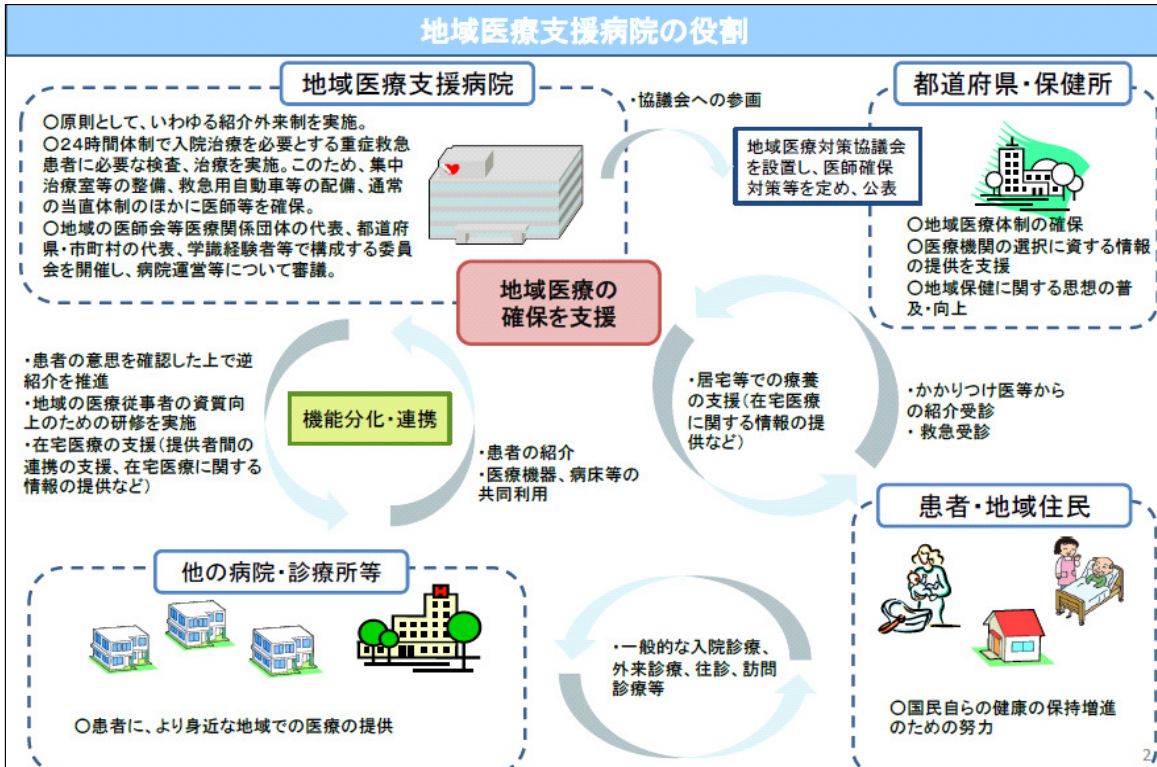 地域医療支援病院の役割
地域医療支援病院
○原則として、いわゆる紹介外来制を実施。
○24時間体制で入院治療を必要とする重症救急
患者に必要な検査、治療を実施。このため、集中
治療室等の整備、救急用自動車等の配備、通常
の当直体制のほかに医師等を確保。
○地域の医師会等医療関係団体の代表、都道府
県・市町村の代表、学識経験者等で構成する委員
会を開催し、病院運営等について審議。
・協議会への参画
地域医療対策協議会
を設置し、医師確保
対策等を定め、公表
都道府県・保健所
○地域医療体制の確保
○医療機関の選択に資する情報
の提供を支援
○地域保健に関する思想の普
及・向上
地域医療の
確保を支援
・患者の意思を確認した上で逆
紹介を推進
・地域の医療従事者の資質向
上のための研修を実施
・在宅医療の支援(提供者間の
連携の支援、在宅医療に関する
情報の提供など)
機能分化・連携
・患者の紹介
・医療機器、病床等の
共同利用
・居宅等での療養
の支援(在宅医療
に関する情報の提
供など)
・かかりつけ医等から
の紹介受診
・救急受診
他の病院・診療所等
H
○患者に、より身近な地域での医療の提供
・一般的な入院診療、
外来診療、往診、訪問
診療等
患者・地域住民
○国民自らの健康の保持増進
のための努力
2